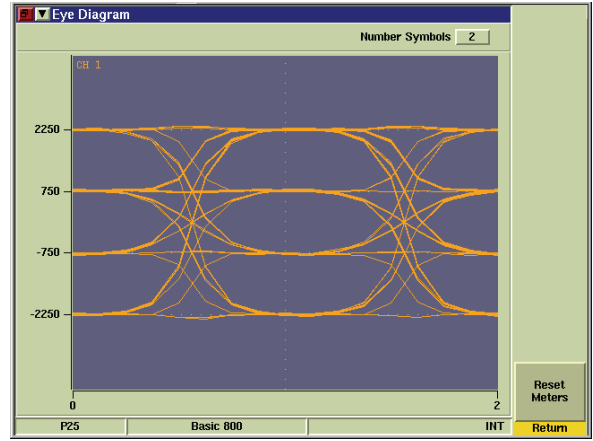 Eye Diagram
Number Symbols 2
CH 1
2250
750
-750
-2250
0 2
Reset
Meters
P25 Basic 800 INT Return